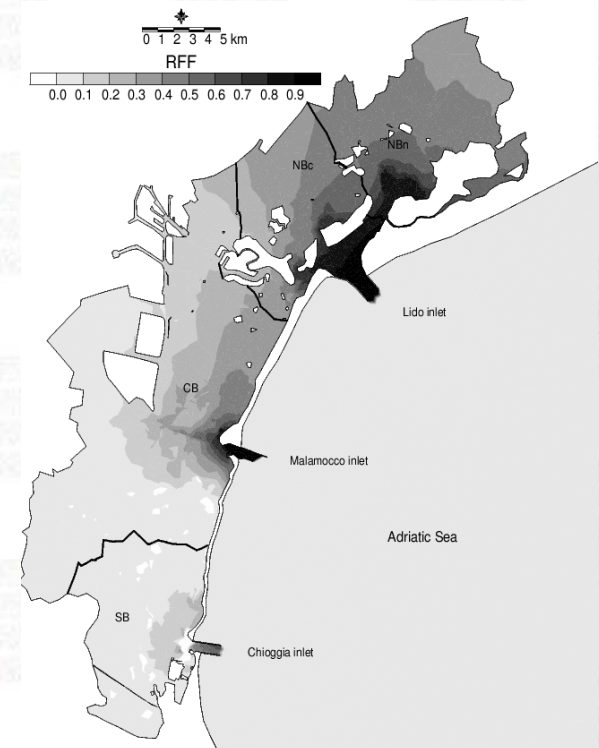 0 1 2 3 4 5 km
RFF
0.0 0.1 0.2 0.3 0.4 0.5 0.6 0.7 0.8 0.9
NBn
NBc
Lido inlet
CB
Malamocco inlet
Adriatic Sea
SB
Chioggia inlet